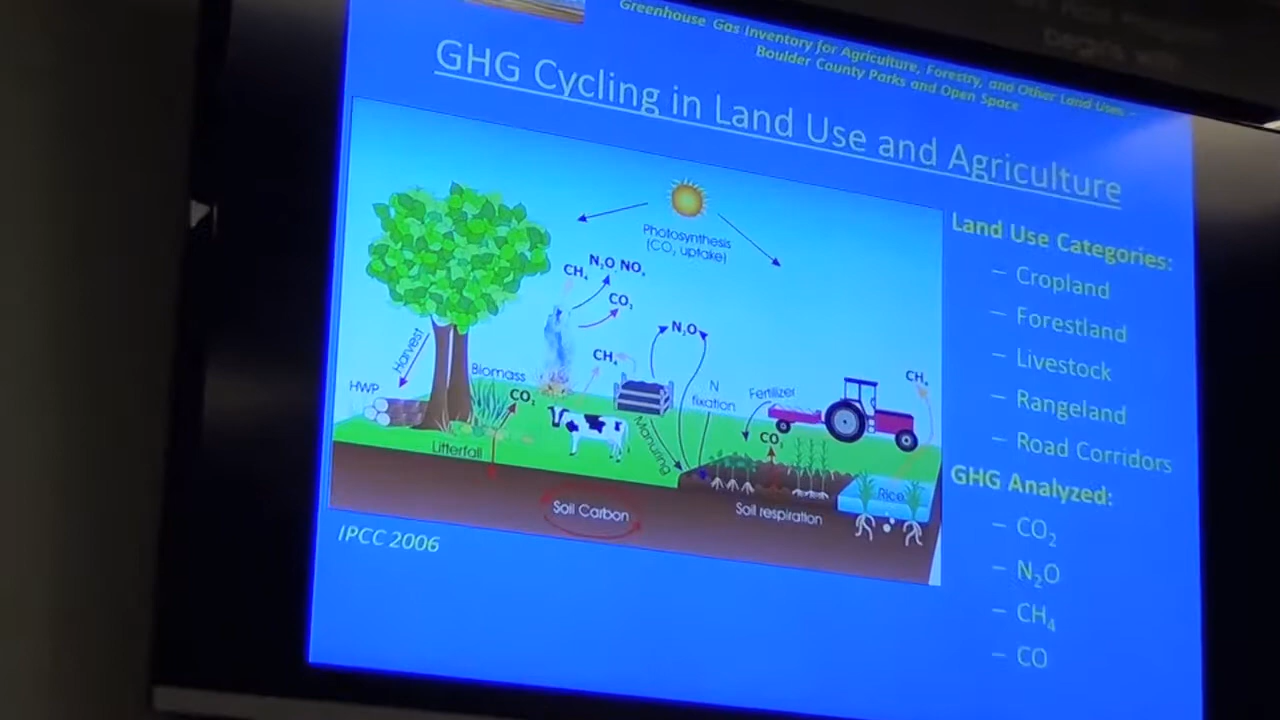 Greenhouse Gas Inventory for Agriculture, Forestry, and Other Land Uses –
Boulder County Parks and Open Space
GHG Cycling in Land Use and Agriculture
Photosynthesis
(CO₂ uptake)
N₂O, NOₓ
CH₄
CO₂
N₂O
CH₄
Harvest
HWP
Biomass
CO₂
Litterfall
Manuring
N
fixation
Fertilizer
CO₂
CH₄
Rice
Soil Carbon
Soil respiration
IPCC 2006
Land Use Categories:
– Cropland
– Forestland
– Livestock
– Rangeland
– Road Corridors
GHG Analyzed:
– CO₂
– N₂O
– CH₄
– CO